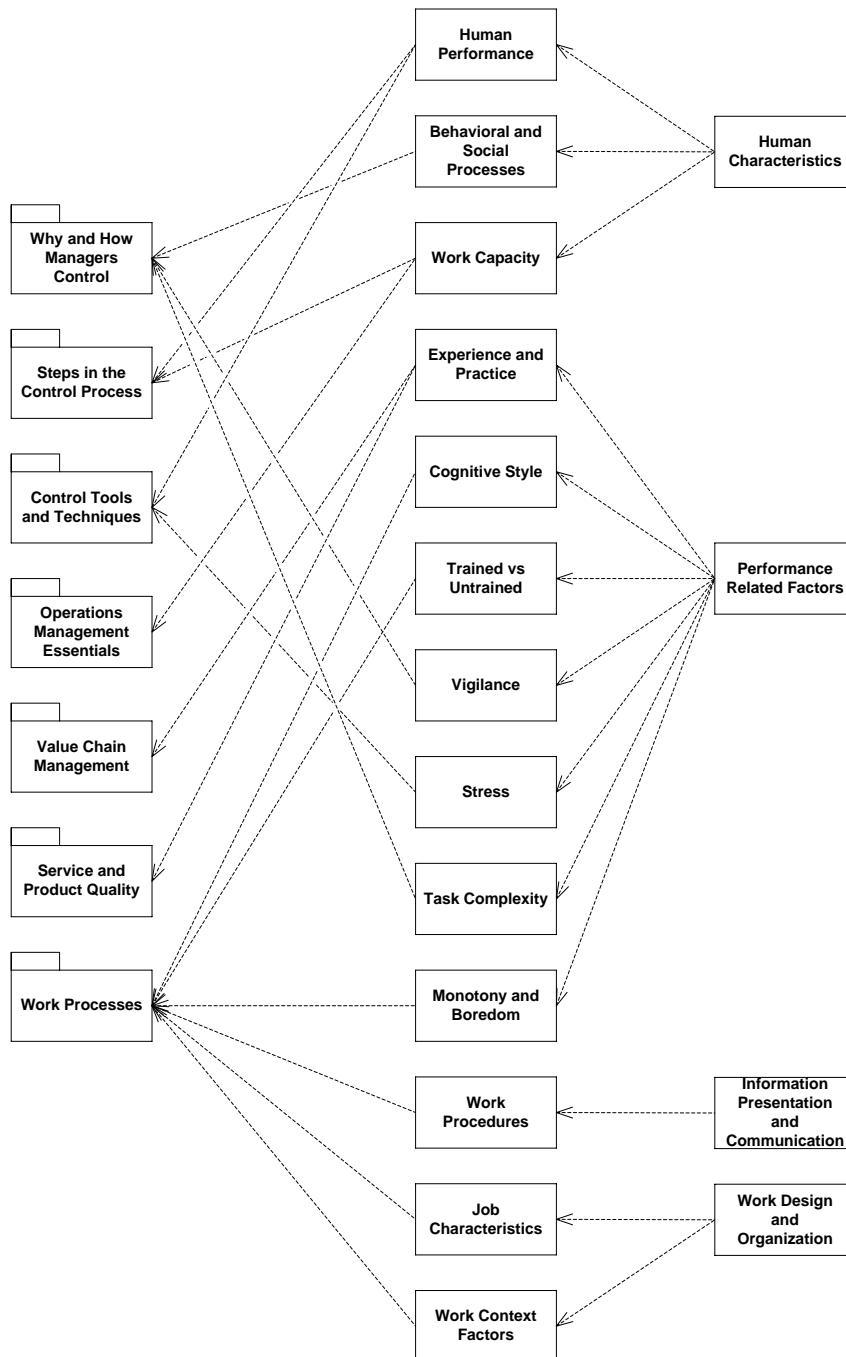 Human
Performance
Behavioral and
Social
Processes
Human
Characteristics
Why and How
Managers
Control
Work Capacity
Steps in the
Control Process
Experience and
Practice
Control Tools
and Techniques
Cognitive Style
Trained vs
Untrained
Performance
Related Factors
Operations
Management
Essentials
Vigilance
Value Chain
Management
Stress
Service and
Product Quality
Task Complexity
Work Processes
Monotony and
Boredom
Work
Procedures
Information
Presentation
and
Communication
Job
Characteristics
Work Design
and
Organization
Work Context
Factors